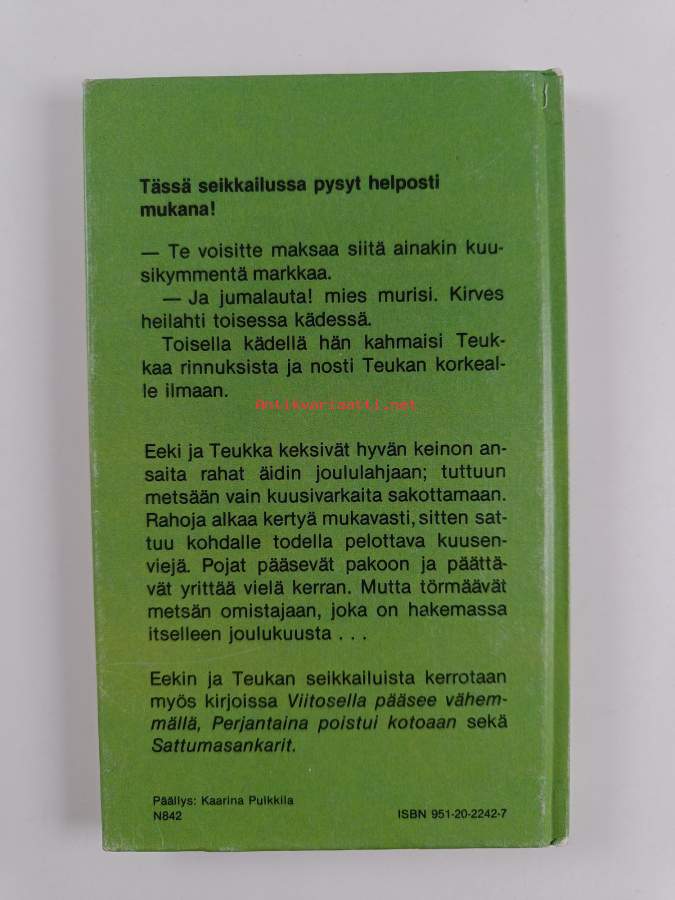 Tässä seikkailussa pysyt helposti
mukana!
— Te voisitte maksaa siitä ainakin kuu-
sikymmentä markkaa.
— Ja jumalauta! mies murisi. Kirves
heilahti toisessa kädessä.
Toisella kädellä hän kahmaisi Teuk-
kaa rinnuksista ja nosti Teukan korkeal-
le ilmaan.
Antikvariaatti.net
Eeki ja Teukka keksivät hyvän keinon an-
saita rahat äidin joululahjaan; tuttuun
metsään vain kuusivarkaita sakottamaan.
Rahoja alkaa kertyä mukavasti, sitten sat-
tuu kohdalle todella pelottava kuusen-
viejä. Pojat pääsevät pakoon ja päättä-
vät yrittää vielä kerran. Mutta törmäävät
metsän omistajaan, joka on hakemassa
itselleen joulukuusta . . .
Eekin ja Teukan seikkailuista kerrotaan
myös kirjoissa Viitosella pääsee vähem-
mällä, Perjantaina poistui kotoaan sekä
Sattumasankarit.
Päällys: Kaarina Pulkkila
N842
ISBN 951-20-2242-7